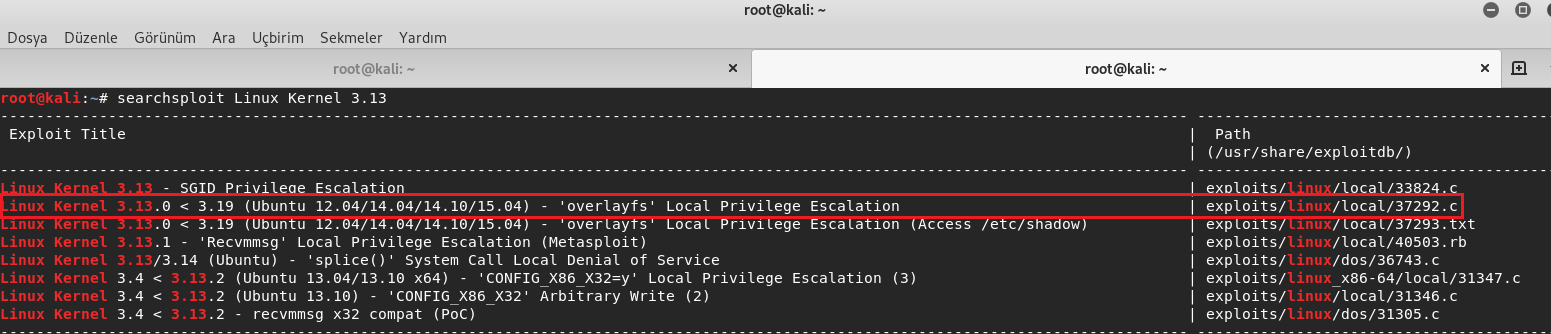 root@kali: ~
Dosya Düzenle Görünüm Ara Uçbirim Sekmeler Yardım
root@kali: ~ × root@kali: ~ ×
root@kali:~# searchsploit Linux Kernel 3.13
--------------------------------------------------------------------------------------------------------------------------------- ---------------------------------------
Exploit Title | Path
| (/usr/share/exploitdb/)
--------------------------------------------------------------------------------------------------------------------------------- ---------------------------------------
Linux Kernel 3.13 - SGID Privilege Escalation | exploits/linux/local/33824.c
Linux Kernel 3.13.0 < 3.19 (Ubuntu 12.04/14.04/14.10/15.04) - 'overlayfs' Local Privilege Escalation | exploits/linux/local/37292.c
Linux Kernel 3.13.0 < 3.19 (Ubuntu 12.04/14.04/14.10/15.04) - 'overlayfs' Local Privilege Escalation (Access /etc/shadow) | exploits/linux/local/37293.txt
Linux Kernel 3.13.1 - 'Recvmmsg' Local Privilege Escalation (Metasploit) | exploits/linux/local/40503.rb
Linux Kernel 3.13/3.14 (Ubuntu) - 'splice()' System Call Local Denial of Service | exploits/linux/dos/36743.c
Linux Kernel 3.4 < 3.13.2 (Ubuntu 13.04/13.10 x64) - 'CONFIG_X86_X32=y' Local Privilege Escalation (3) | exploits/linux_x86-64/local/31347.c
Linux Kernel 3.4 < 3.13.2 (Ubuntu 13.10) - 'CONFIG_X86_X32' Arbitrary Write (2) | exploits/linux/local/31346.c
Linux Kernel 3.4 < 3.13.2 - recvmmsg x32 compat (PoC) | exploits/linux/dos/31305.c
--------------------------------------------------------------------------------------------------------------------------------- ---------------------------------------